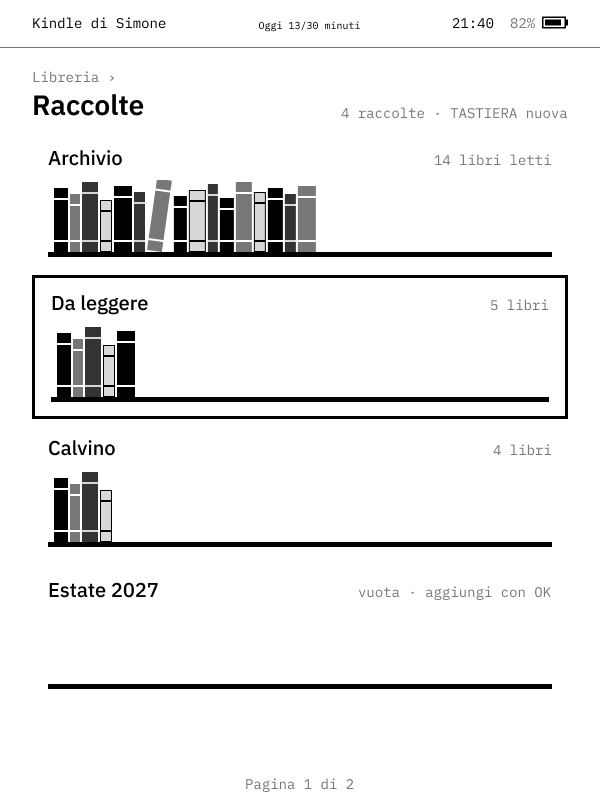 Kindle di Simone
Oggi 13/30 minuti
21:40
82%
Libreria ›
Raccolte
4 raccolte · TASTIERA nuova
Archivio
14 libri letti
Da leggere
5 libri
Calvino
4 libri
Estate 2027
vuota · aggiungi con OK
Pagina 1 di 2